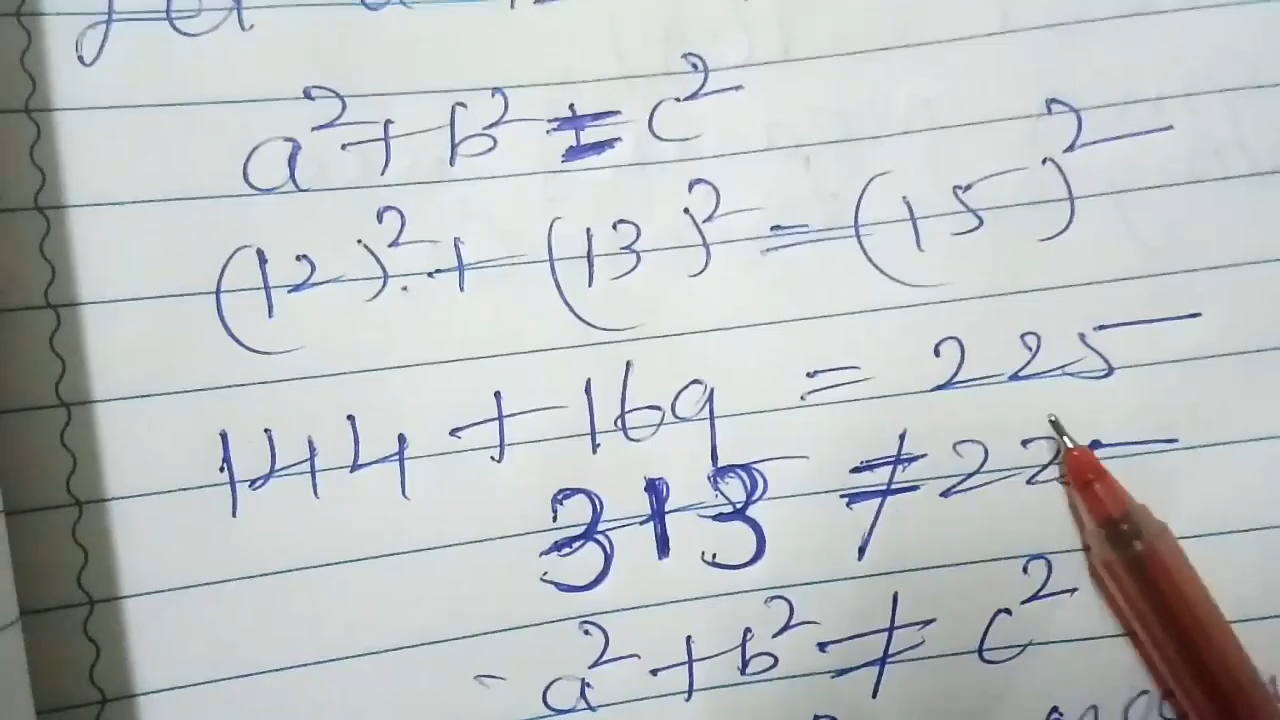 a² + b² = c²
(12)² + (13)² = (15)²
144 + 169 = 225
313 ≠ 225
a² + b² ≠ c²